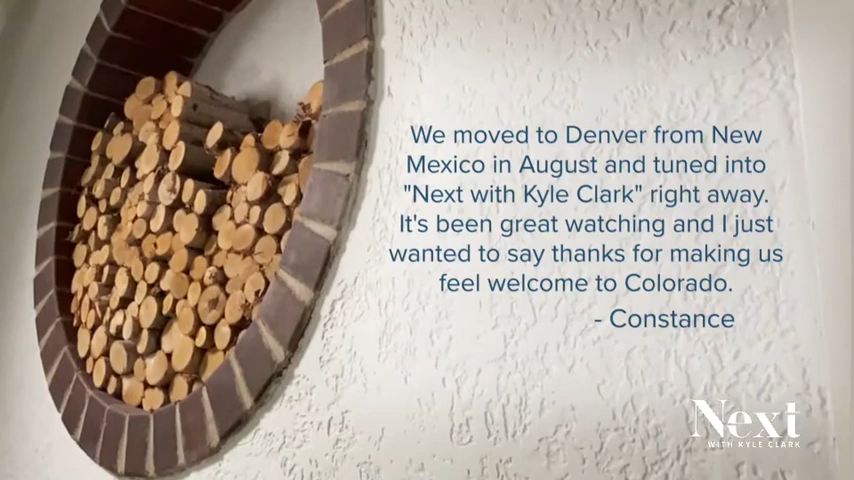 We moved to Denver from New
Mexico in August and tuned into
"Next with Kyle Clark" right away.
It's been great watching and I just
wanted to say thanks for making us
feel welcome to Colorado.
- Constance
Next
WITH KYLE CLARK